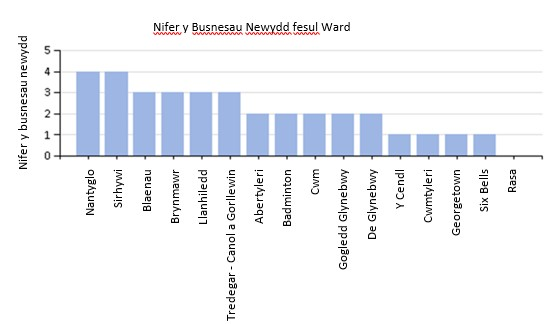 Nifer y Busnesau Newydd fesul Ward
Nifer y busnesau newydd
5
4
3
2
1
0
Nantyglo
Sirhywi
Blaenau
Brynmawr
Llanhiledd
Tredegar - Canol a Gorllewin
Abertyleri
Badminton
Cwm
Gogledd Glynebwy
De Glynebwy
Y Cendl
Cwmtyleri
Georgetown
Six Bells
Rasa